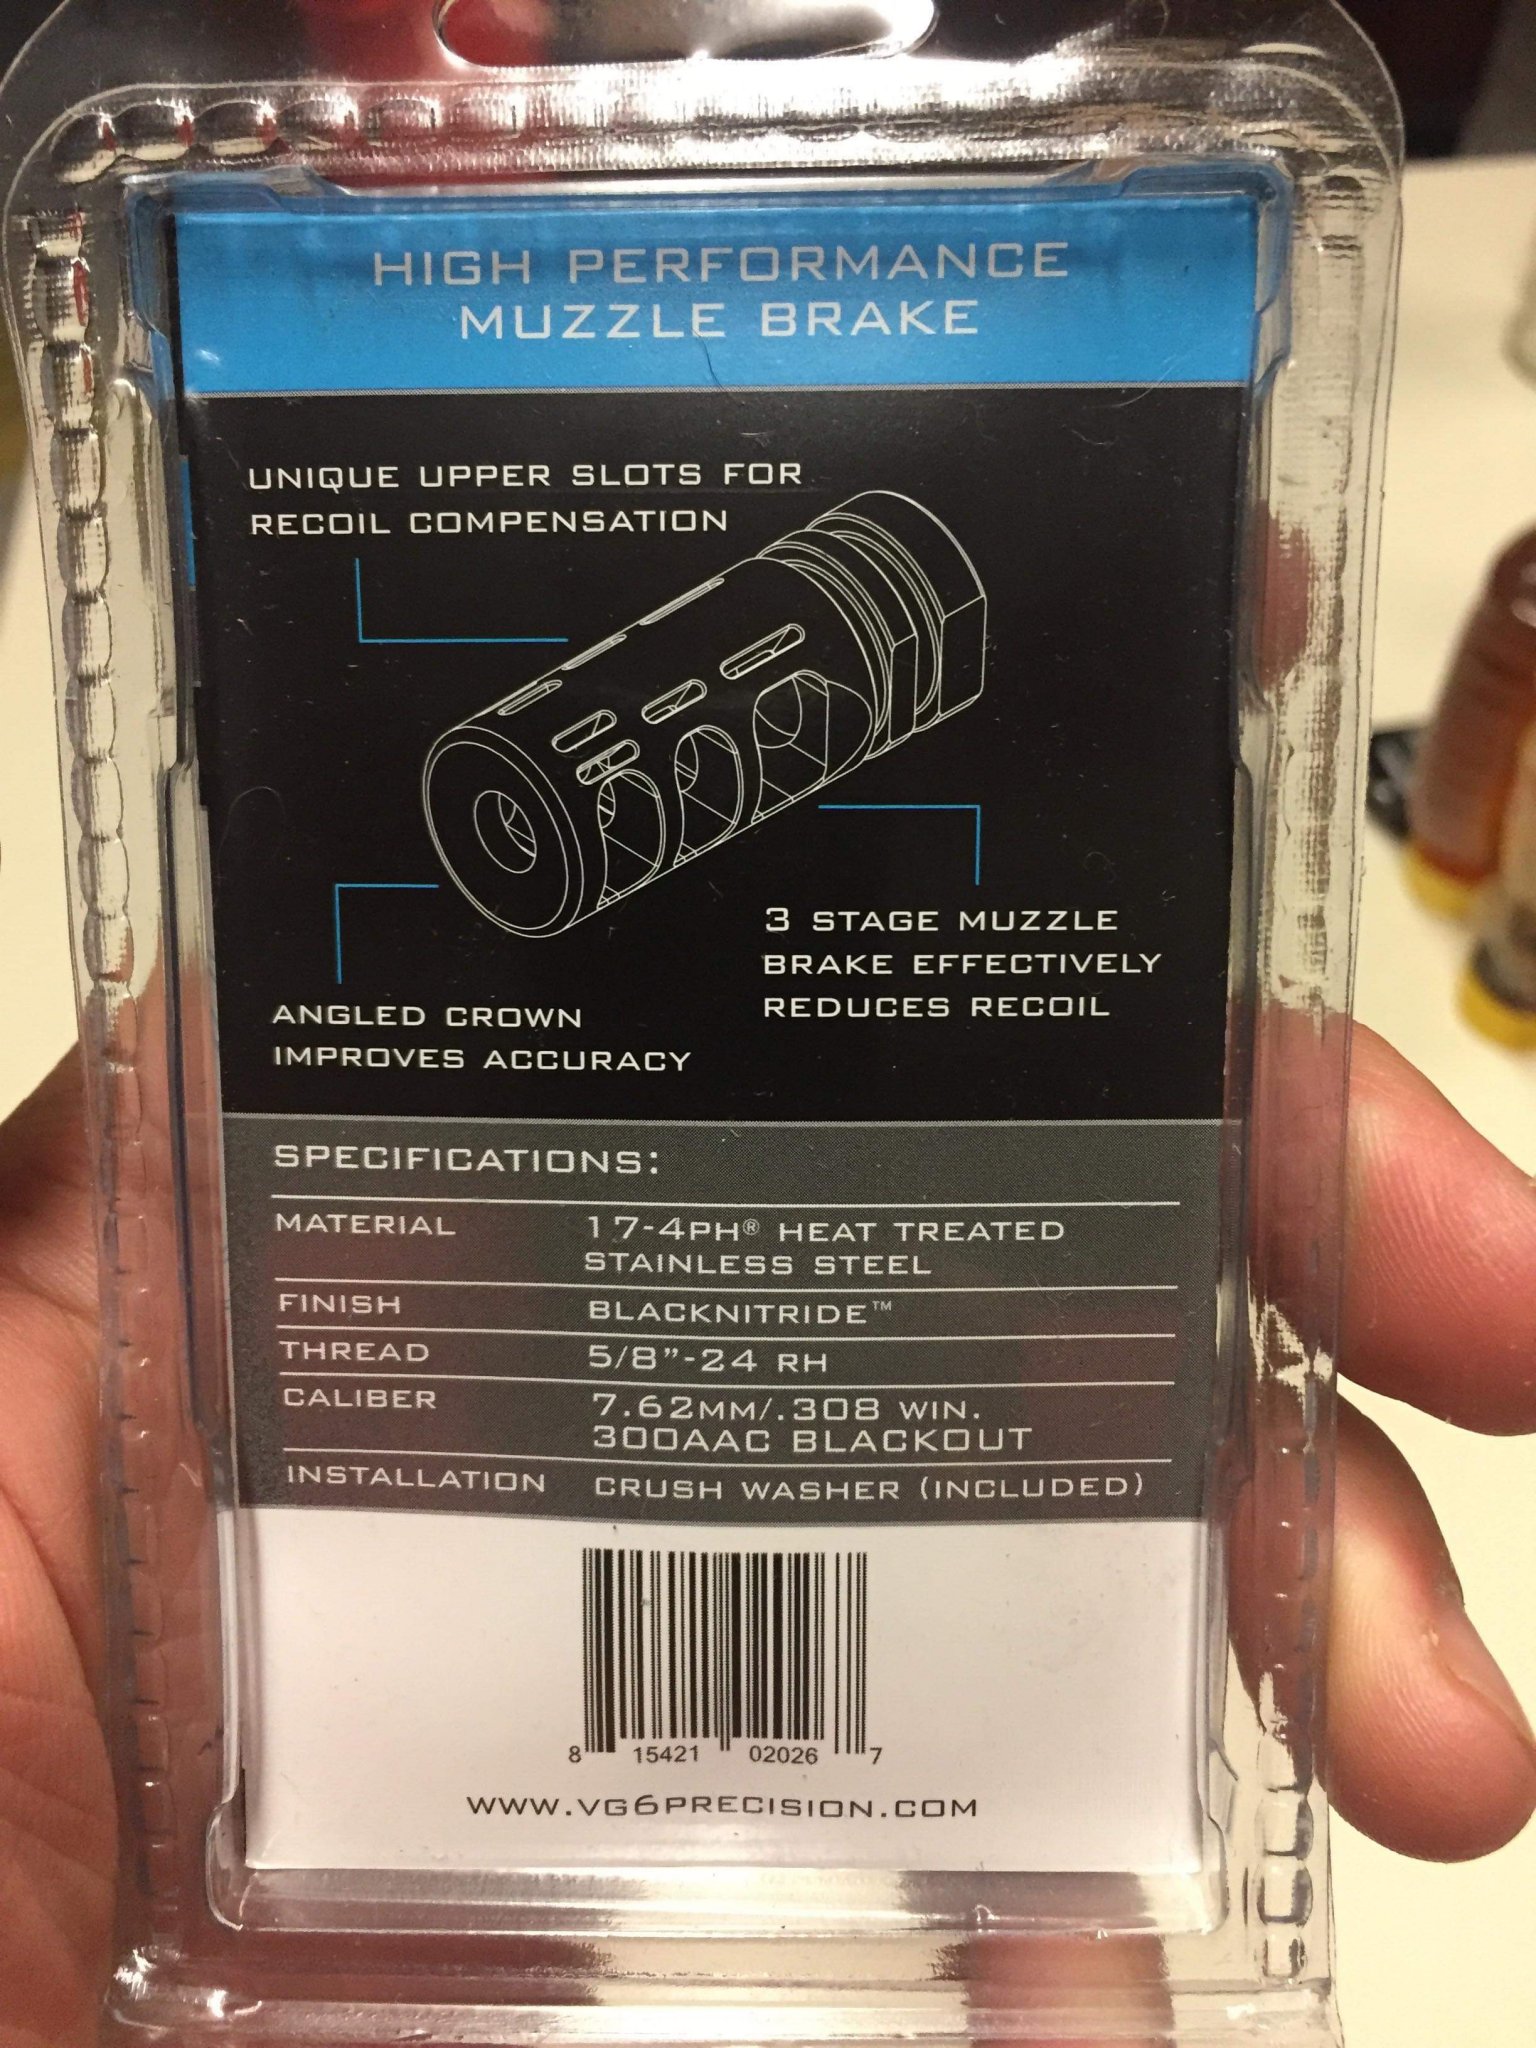 HIGH PERFORMANCE
MUZZLE BRAKE
UNIQUE UPPER SLOTS FOR
RECOIL COMPENSATION
3 STAGE MUZZLE
BRAKE EFFECTIVELY
REDUCES RECOIL
ANGLED CROWN
IMPROVES ACCURACY
SPECIFICATIONS:
MATERIAL 17-4PH® HEAT TREATED
STAINLESS STEEL
FINISH BLACKNITRIDE™
THREAD 5/8"-24 RH
CALIBER 7.62MM/.308 WIN.
300AAC BLACKOUT
INSTALLATION CRUSH WASHER (INCLUDED)
8 15421 02026 7
WWW.VG6PRECISION.COM